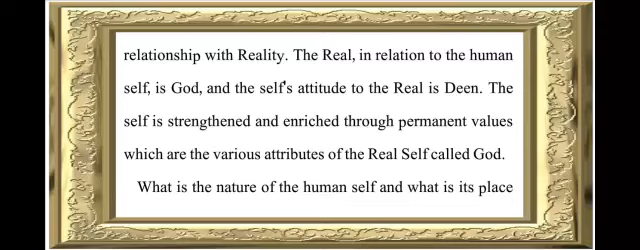 relationship with Reality. The Real, in relation to the human
self, is God, and the self's attitude to the Real is Deen. The
self is strengthened and enriched through permanent values
which are the various attributes of the Real Self called God.
What is the nature of the human self and what is its place